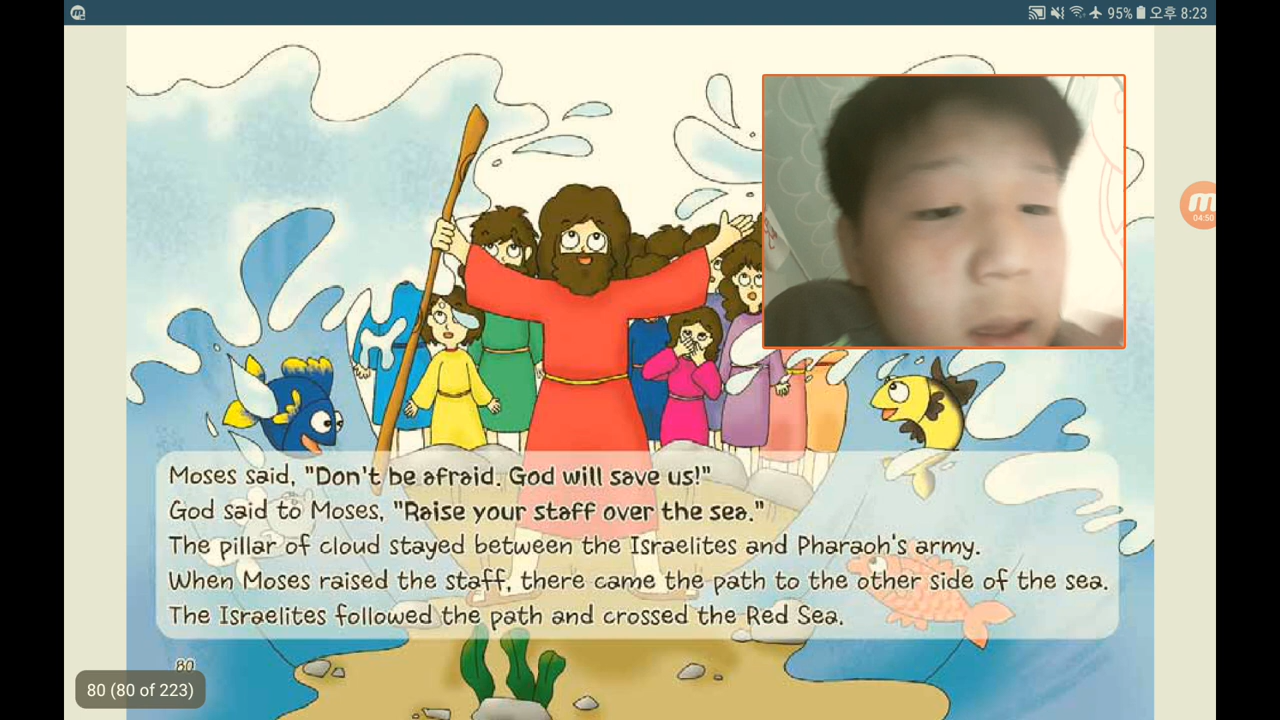 95% 오후 8:23
04:50
Moses said, "Don't be afraid. God will save us!"
God said to Moses, "Raise your staff over the sea."
The pillar of cloud stayed between the Israelites and Pharaoh's army.
When Moses raised the staff, there came the path to the other side of the sea.
The Israelites followed the path and crossed the Red Sea.
80
80 (80 of 223)